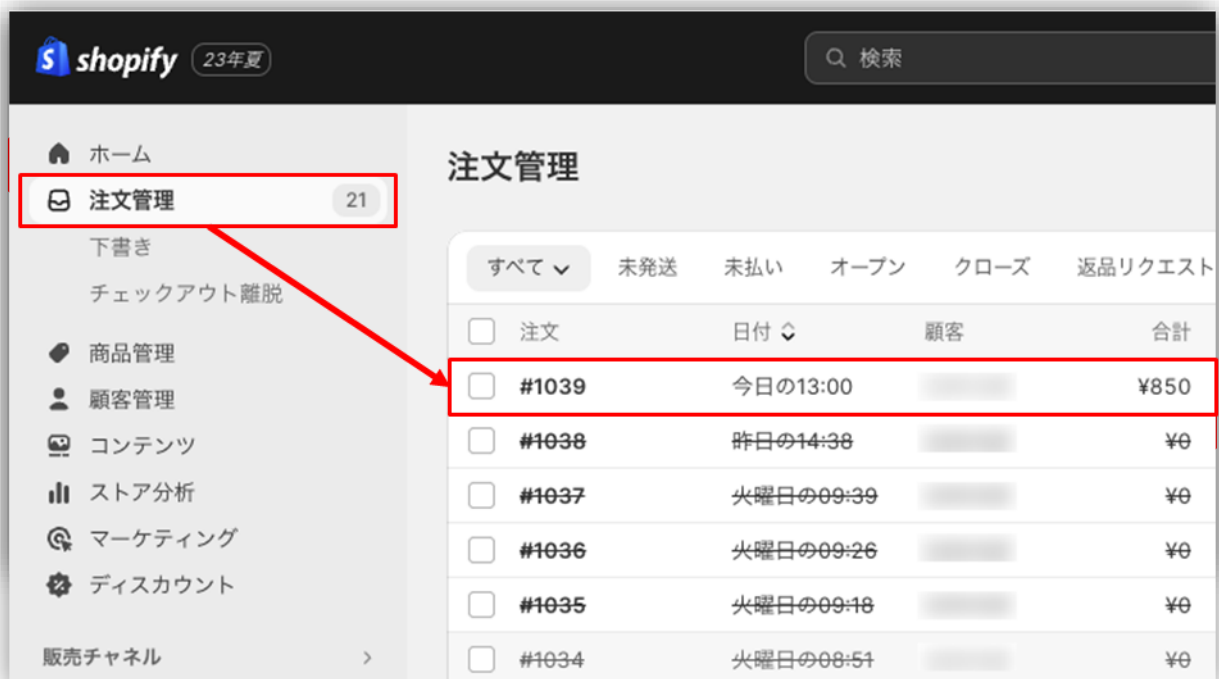 shopify 23年夏 検索
ホーム
注文管理 21
下書き
チェックアウト離脱
商品管理
顧客管理
コンテンツ
ストア分析
マーケティング
ディスカウント
販売チャネル
注文管理
すべて 未発送 未払い オープン クローズ 返品リクエスト
注文 日付 顧客 合計
#1039 今日の13:00 ¥850
#1038 昨日の14:38 ¥0
#1037 火曜日の09:39 ¥0
#1036 火曜日の09:26 ¥0
#1035 火曜日の09:18 ¥0
#1034 火曜日の08:51 ¥0